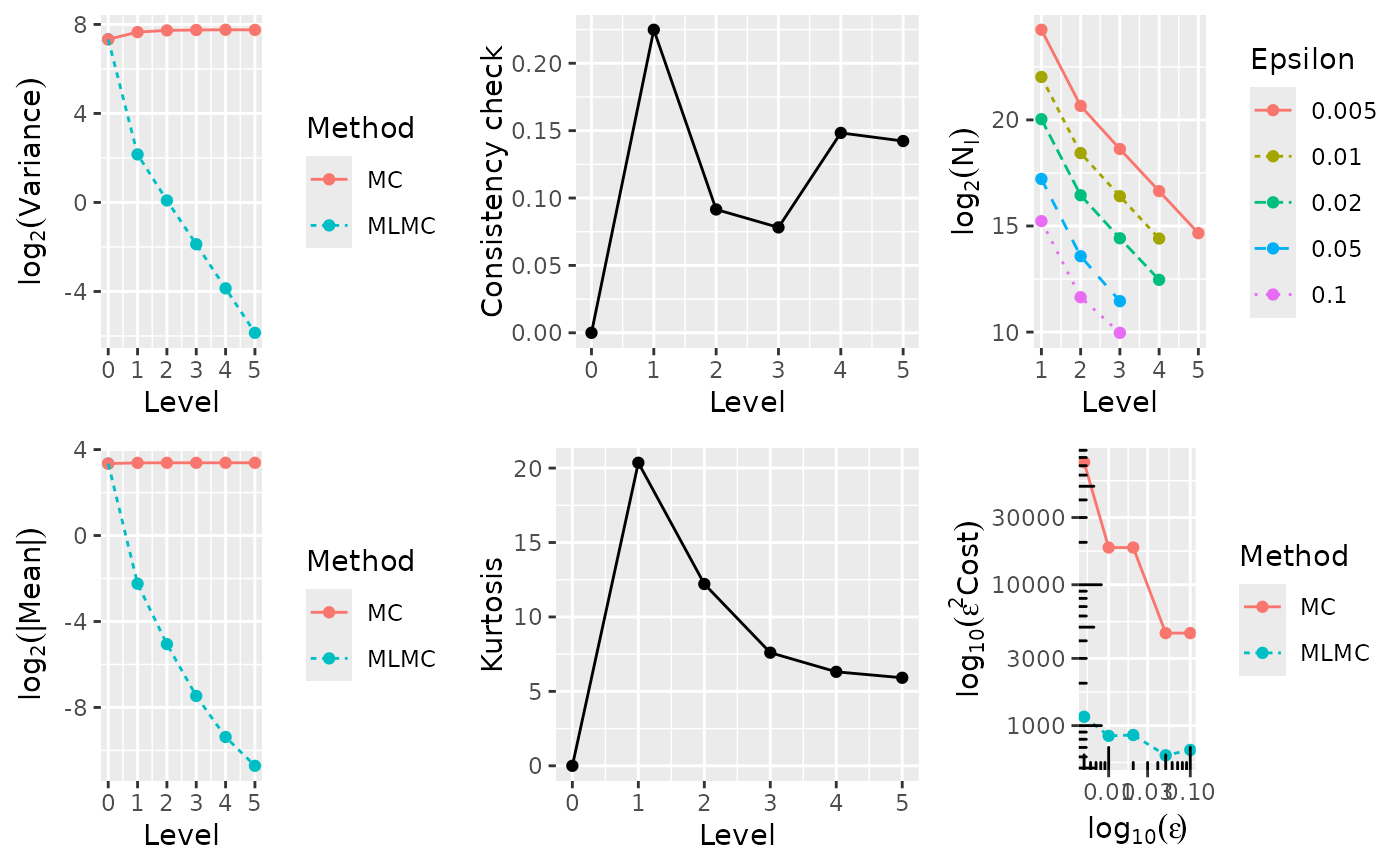 log₂(Variance)
8
4
0
-4
0 1 2 3 4 5
Level
Method
MC
MLMC
Consistency check
0.20
0.15
0.10
0.05
0.00
0 1 2 3 4 5
Level
log₂(Nₗ)
20
15
10
1 2 3 4 5
Level
Epsilon
0.005
0.01
0.02
0.05
0.1
log₂(|Mean|)
4
0
-4
-8
0 1 2 3 4 5
Level
Method
MC
MLMC
Kurtosis
20
15
10
5
0
0 1 2 3 4 5
Level
log₁₀(ε²Cost)
30000
10000
3000
1000
0.01 0.03 0.10
log₁₀(ε)
Method
MC
MLMC